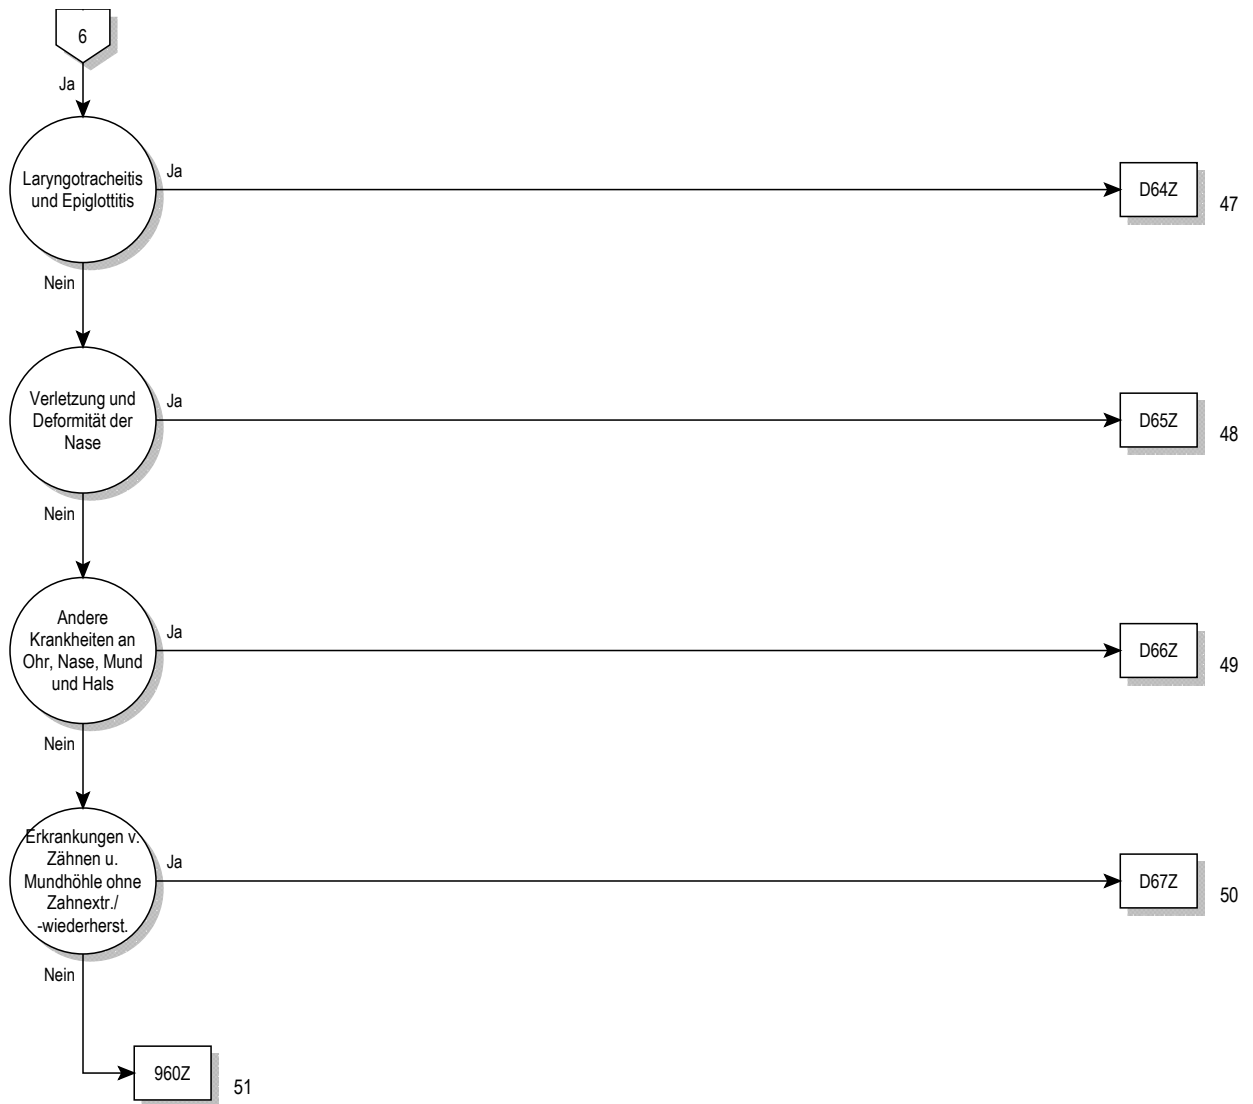 6
Ja
Laryngotracheitis
und Epiglottitis
Ja
D64Z
47
Nein
Verletzung und
Deformität der
Nase
Ja
D65Z
48
Nein
Andere
Krankheiten an
Ohr, Nase, Mund
und Hals
Ja
D66Z
49
Nein
Erkrankungen v.
Zähnen u.
Mundhöhle ohne
Zahnextr./
-wiederherst.
Ja
D67Z
50
Nein
960Z
51